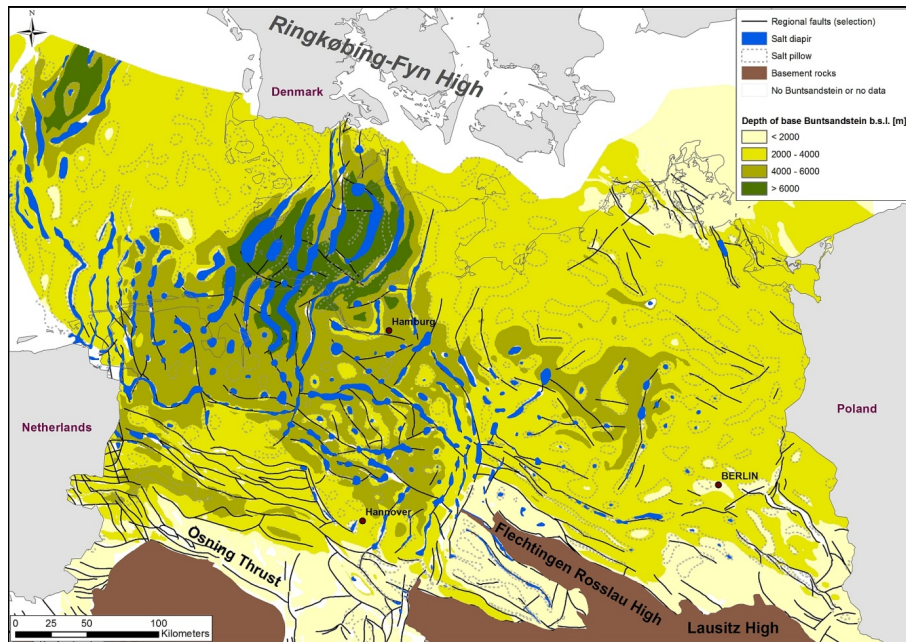 N
Ringkøbing-Fyn High
Denmark
Regional faults (selection)
Salt diapir
Salt pillow
Basement rocks
No Buntsandstein or no data
Depth of base Buntsandstein b.s.l. [m]
< 2000
2000 - 4000
4000 - 6000
> 6000
Hamburg
Netherlands
Poland
BERLIN
Hannover
Osning Thrust
Flechtingen Rosslau High
Lausitz High
0 25 50 100
Kilometers